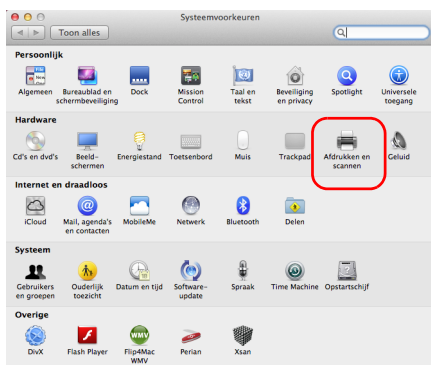 Systeemvoorkeuren
Toon alles
Persoonlijk
Algemeen
Bureaublad en
schermbeveiliging
Dock
Mission
Control
Taal en
tekst
Beveiliging
en privacy
Spotlight
Universele
toegang
Hardware
Cd's en dvd's
Beeld-
schermen
Energiestand
Toetsenbord
Muis
Trackpad
Afdrukken en
scannen
Geluid
Internet en draadloos
iCloud
Mail, agenda's
en contacten
MobileMe
Netwerk
Bluetooth
Delen
Systeem
Gebruikers
en groepen
Ouderlijk
toezicht
Datum en tijd
Software-
update
Spraak
Time Machine
Opstartschijf
Overige
DivX
Flash Player
WMV
Flip4Mac
WMV
Perian
Xsan